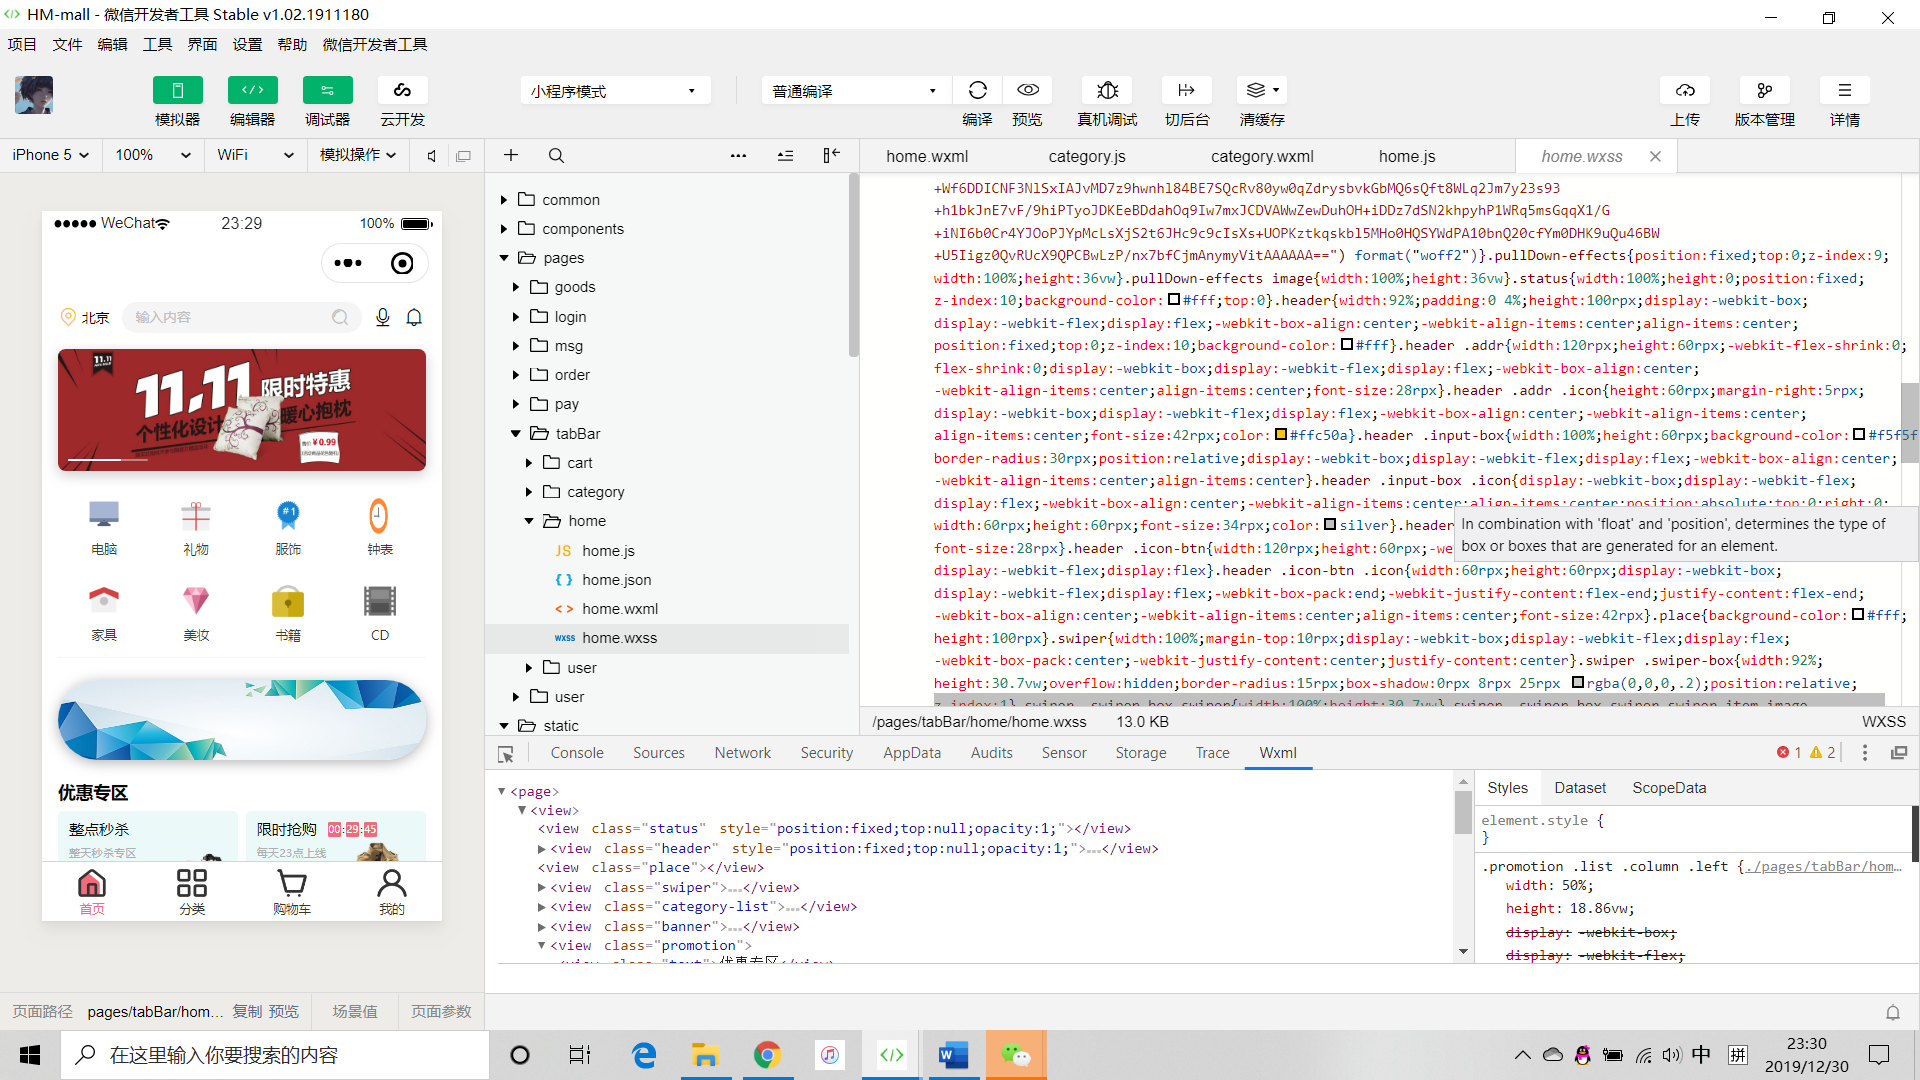 HM-mall - 微信开发者工具 Stable v1.02.1911180
项目 文件 编辑 工具 界面 设置 帮助 微信开发者工具
小程序模式 普通编译
模拟器 编辑器 调试器 云开发 编译 预览 真机调试 切后台 清缓存 上传 版本管理 详情
iPhone 5 100% WiFi 模拟操作
home.wxml category.js category.wxml home.js home.wxss
WeChat 23:29 100%
北京 输入内容
11.11
11.11 限时特惠
个性化设计 暖心抱枕
¥0.99
电脑 礼物 服饰 钟表
#1
家具 美妆 书籍 CD
优惠专区
整点秒杀 限时抢购 00:29:45
整天秒杀专区 每天23点上线
首页 分类 购物车 我的
页面路径 pages/tabBar/hom... 复制 预览 场景值 页面参数
common
components
pages
goods
login
msg
order
pay
tabBar
cart
category
home
JS home.js
{ } home.json
< > home.wxml
wxss home.wxss
user
user
static
+Wf6DDICNF3NlSxIAJvMD7z9hwnhl84BE7SQcRv80yw0qZdrysbvkGbMQ6sQft8WLq2Jm7y23s93
+h1bkJnE7vF/9hiPTyoJDKEeBDdahOq9Iw7mxJCDVAWwZewDuhOH+iDDz7dSN2khpyhP1WRq5msGqqX1/G
+iNI6b0Cr4YJOoPJYpMcLsXjS2t6JHc9c9cIsXs+UOPKztkqskbl5MHo0HQSYWdPA10bnQ20cfYm0DHK9uQu46BW
+U5Iigz0QvRUcX9QPCBwLzP/nx7bfCjmAnymyVitAAAAAA==") format("woff2")}.pullDown-effects{position:fixed;top:0;z-index:9;
width:100%;height:36vw}.pullDown-effects image{width:100%;height:36vw}.status{width:100%;height:0;position:fixed;
z-index:10;background-color:#fff;top:0}.header{width:92%;padding:0 4%;height:100rpx;display:-webkit-box;
display:-webkit-flex;display:flex;-webkit-box-align:center;-webkit-align-items:center;align-items:center;
position:fixed;top:0;z-index:10;background-color:#fff}.header .addr{width:120rpx;height:60rpx;-webkit-flex-shrink:0;
flex-shrink:0;display:-webkit-box;display:-webkit-flex;display:flex;-webkit-box-align:center;
-webkit-align-items:center;align-items:center;font-size:28rpx}.header .addr .icon{height:60rpx;margin-right:5rpx;
display:-webkit-box;display:-webkit-flex;display:flex;-webkit-box-align:center;-webkit-align-items:center;
align-items:center;font-size:42rpx;color:#ffc50a}.header .input-box{width:100%;height:60rpx;background-color:#f5f5f
border-radius:30rpx;position:relative;display:-webkit-box;display:-webkit-flex;display:flex;-webkit-box-align:center;
-webkit-align-items:center;align-items:center}.header .input-box .icon{display:-webkit-box;display:-webkit-flex;
display:flex;-webkit-box-align:center;-webkit-align-items:center;align-items:center;position:absolute;top:0;right:0;
width:60rpx;height:60rpx;font-size:34rpx;color:silver}.header
In combination with 'float' and 'position', determines the type of
box or boxes that are generated for an element.
font-size:28rpx}.header .icon-btn{width:120rpx;height:60rpx;-we
display:-webkit-flex;display:flex}.header .icon-btn .icon{width:60rpx;height:60rpx;display:-webkit-box;
display:-webkit-flex;display:flex;-webkit-box-pack:end;-webkit-justify-content:flex-end;justify-content:flex-end;
-webkit-box-align:center;-webkit-align-items:center;align-items:center;font-size:42rpx}.place{background-color:#fff;
height:100rpx}.swiper{width:100%;margin-top:10rpx;display:-webkit-box;display:-webkit-flex;display:flex;
-webkit-box-pack:center;-webkit-justify-content:center;justify-content:center}.swiper .swiper-box{width:92%;
height:30.7vw;overflow:hidden;border-radius:15rpx;box-shadow:0rpx 8rpx 25rpx rgba(0,0,0,.2);position:relative;
z-index:1}.swiper .swiper-box swiper{width:100%;height:30.7vw}.swiper .swiper-box swiper swiper-item image
/pages/tabBar/home/home.wxss 13.0 KB WXSS
Console Sources Network Security AppData Audits Sensor Storage Trace Wxml 1 2
<page>
<view>
<view class="status" style="position:fixed;top:null;opacity:1;"></view>
<view class="header" style="position:fixed;top:null;opacity:1;">...</view>
<view class="place"></view>
<view class="swiper">...</view>
<view class="category-list">...</view>
<view class="banner">...</view>
<view class="promotion">
<view class="text">优惠专区</view>
Styles Dataset ScopeData
element.style {
}
.promotion .list .column .left {./pages/tabBar/hom...
width: 50%;
height: 18.86vw;
display: -webkit-box;
display: -webkit-flex;
在这里输入你要搜索的内容
中 拼
23:30
2019/12/30